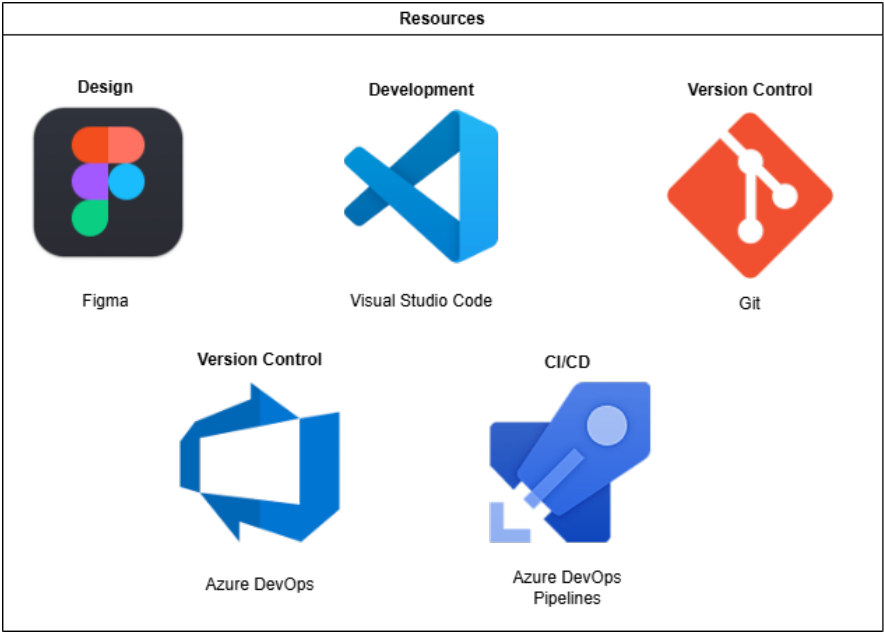 Resources
Design
Development
Version Control
Figma
Visual Studio Code
Git
Version Control
CI/CD
Azure DevOps
Azure DevOps
Pipelines